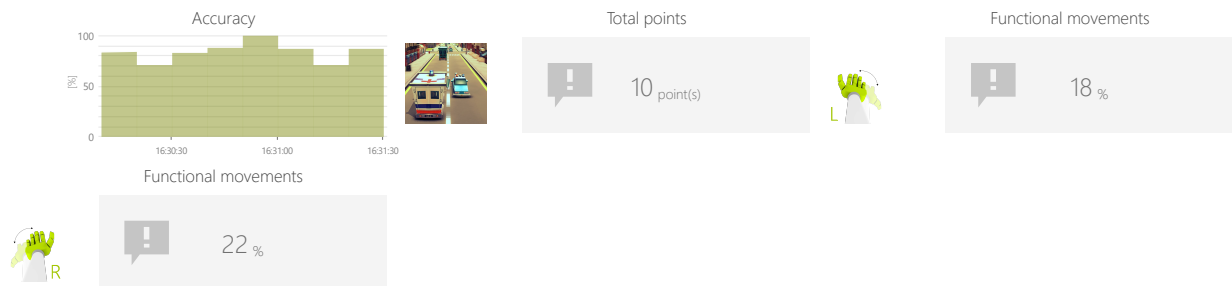 Accuracy
100
[%]
50
0
16:30:30
16:31:00
16:31:30
Total points
10 point(s)
L
Functional movements
18 %
Functional movements
22 %
R